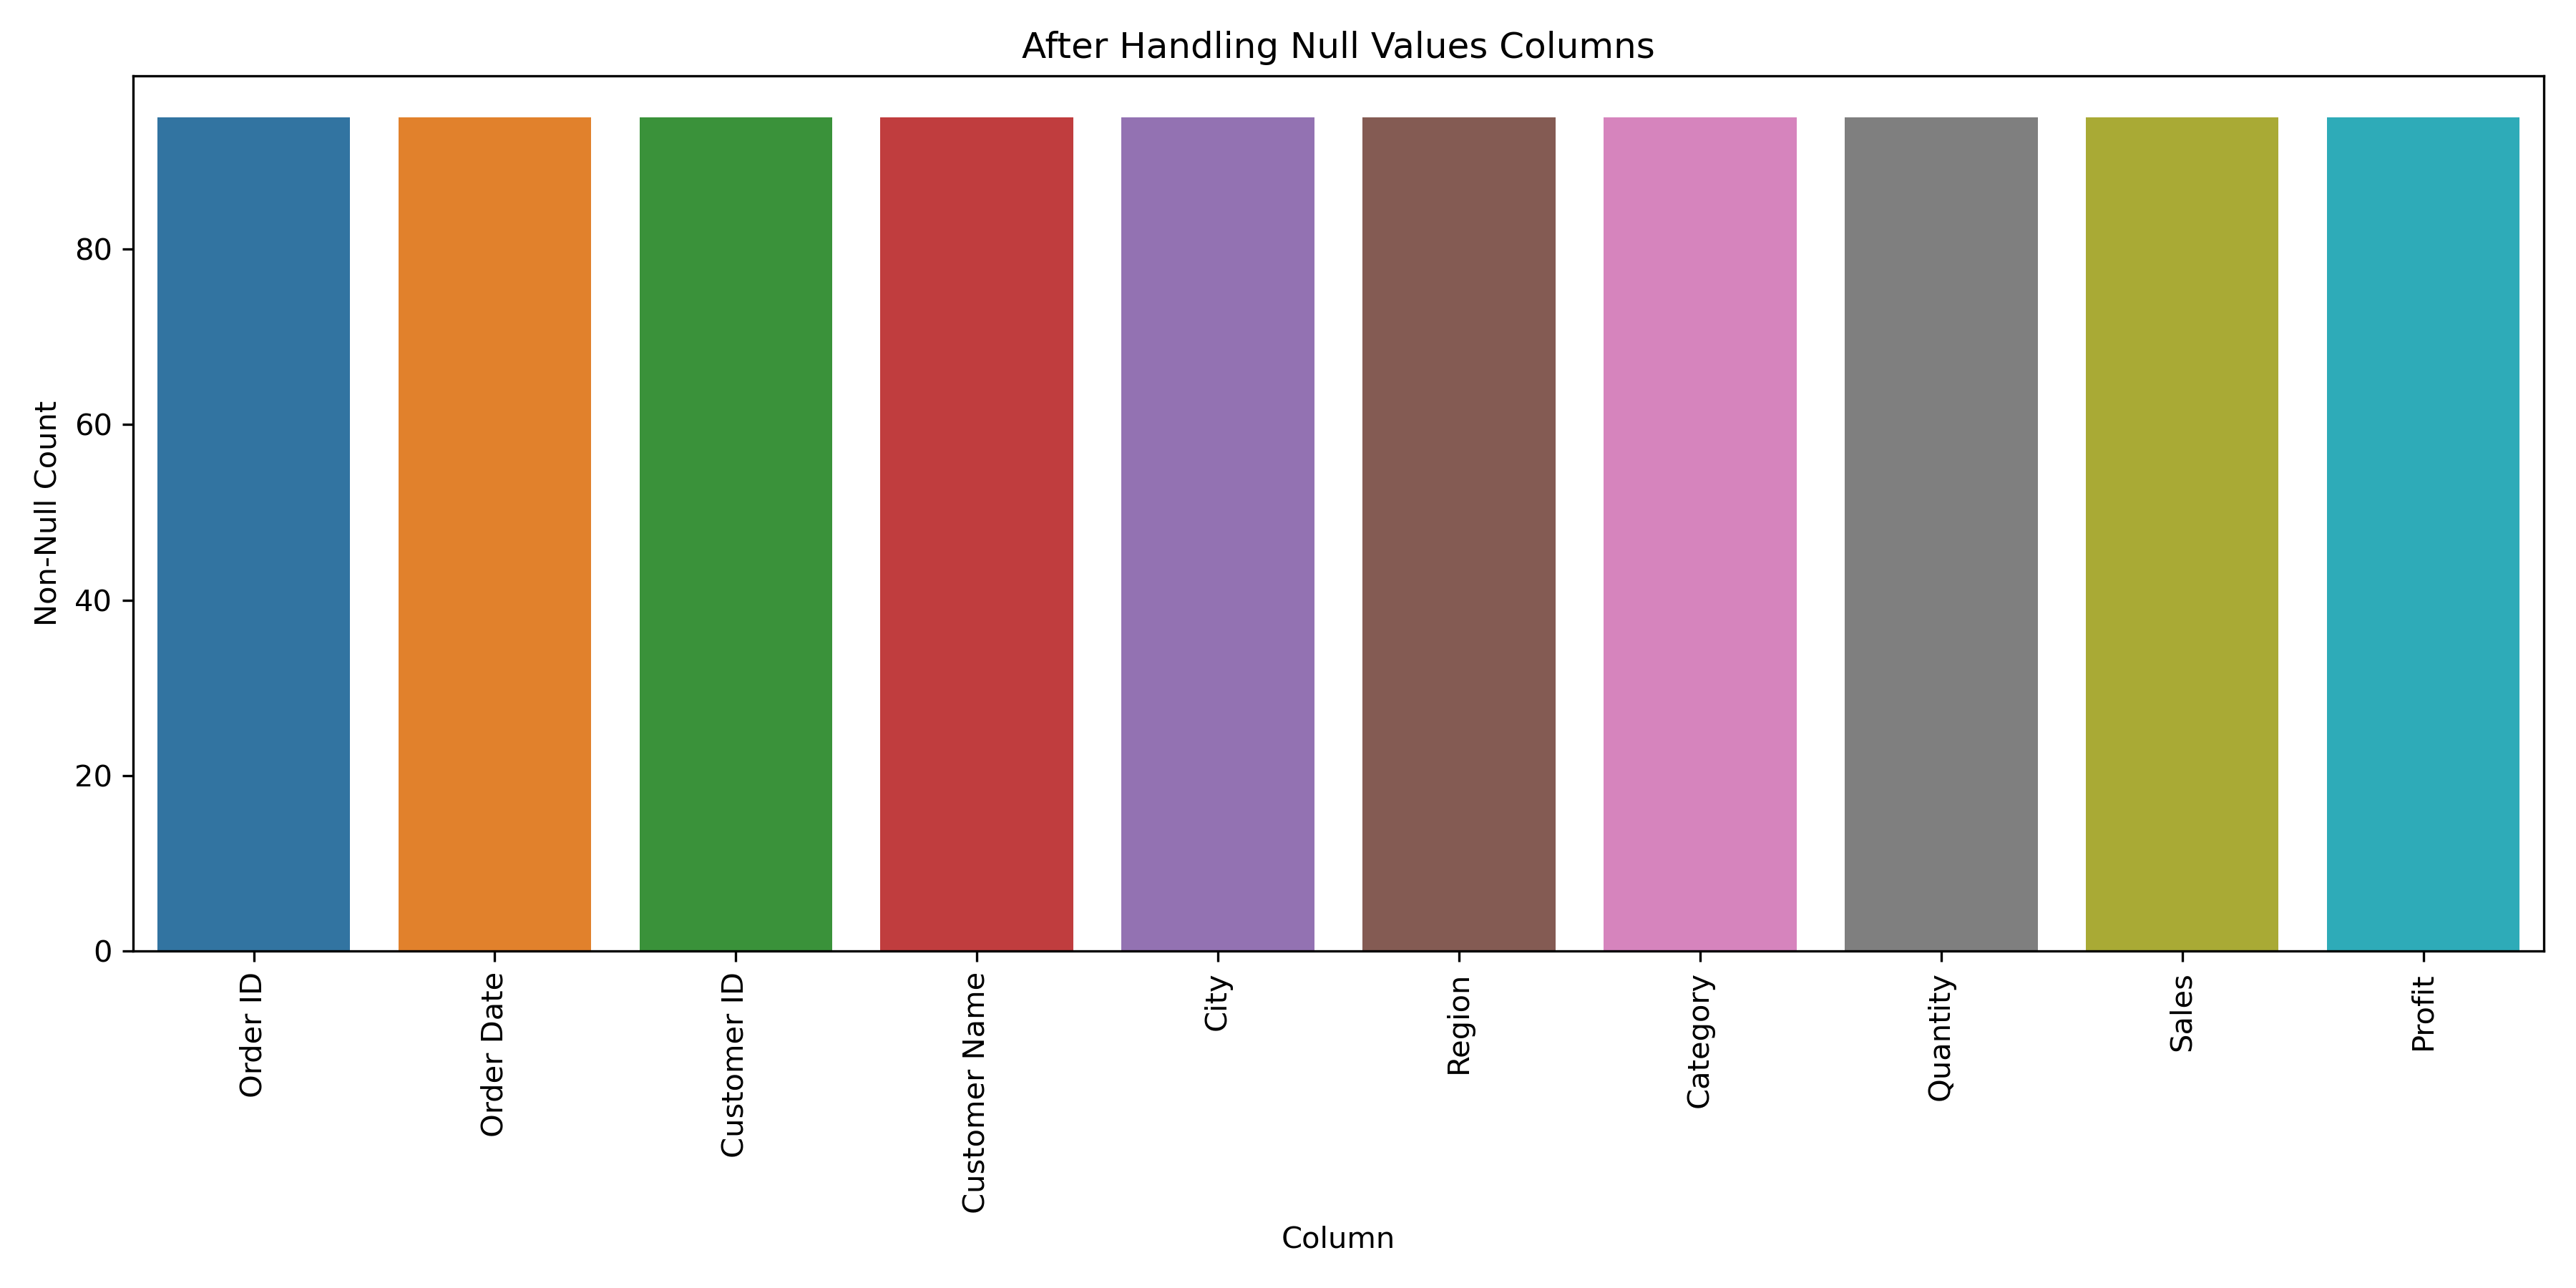 After Handling Null Values Columns
Non-Null Count
80
60
40
20
0
Order ID
Order Date
Customer ID
Customer Name
City
Region
Category
Quantity
Sales
Profit
Column